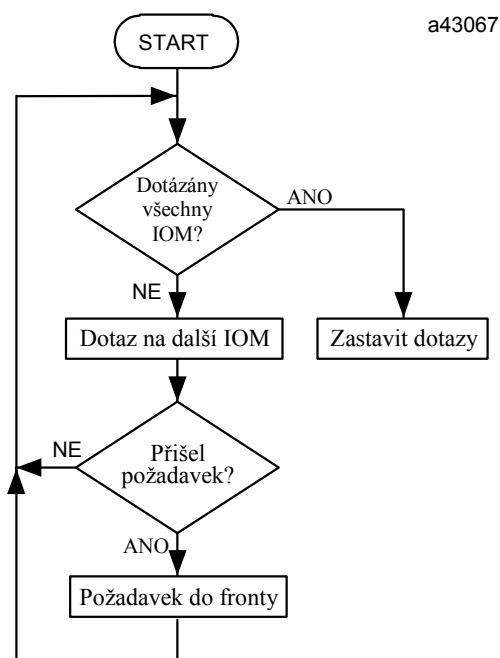 START
a43067
Dotázány
všechny
IOM?
ANO
NE
Dotaz na další IOM
Zastavit dotazy
NE
Přišel
požadavek?
ANO
Požadavek do fronty